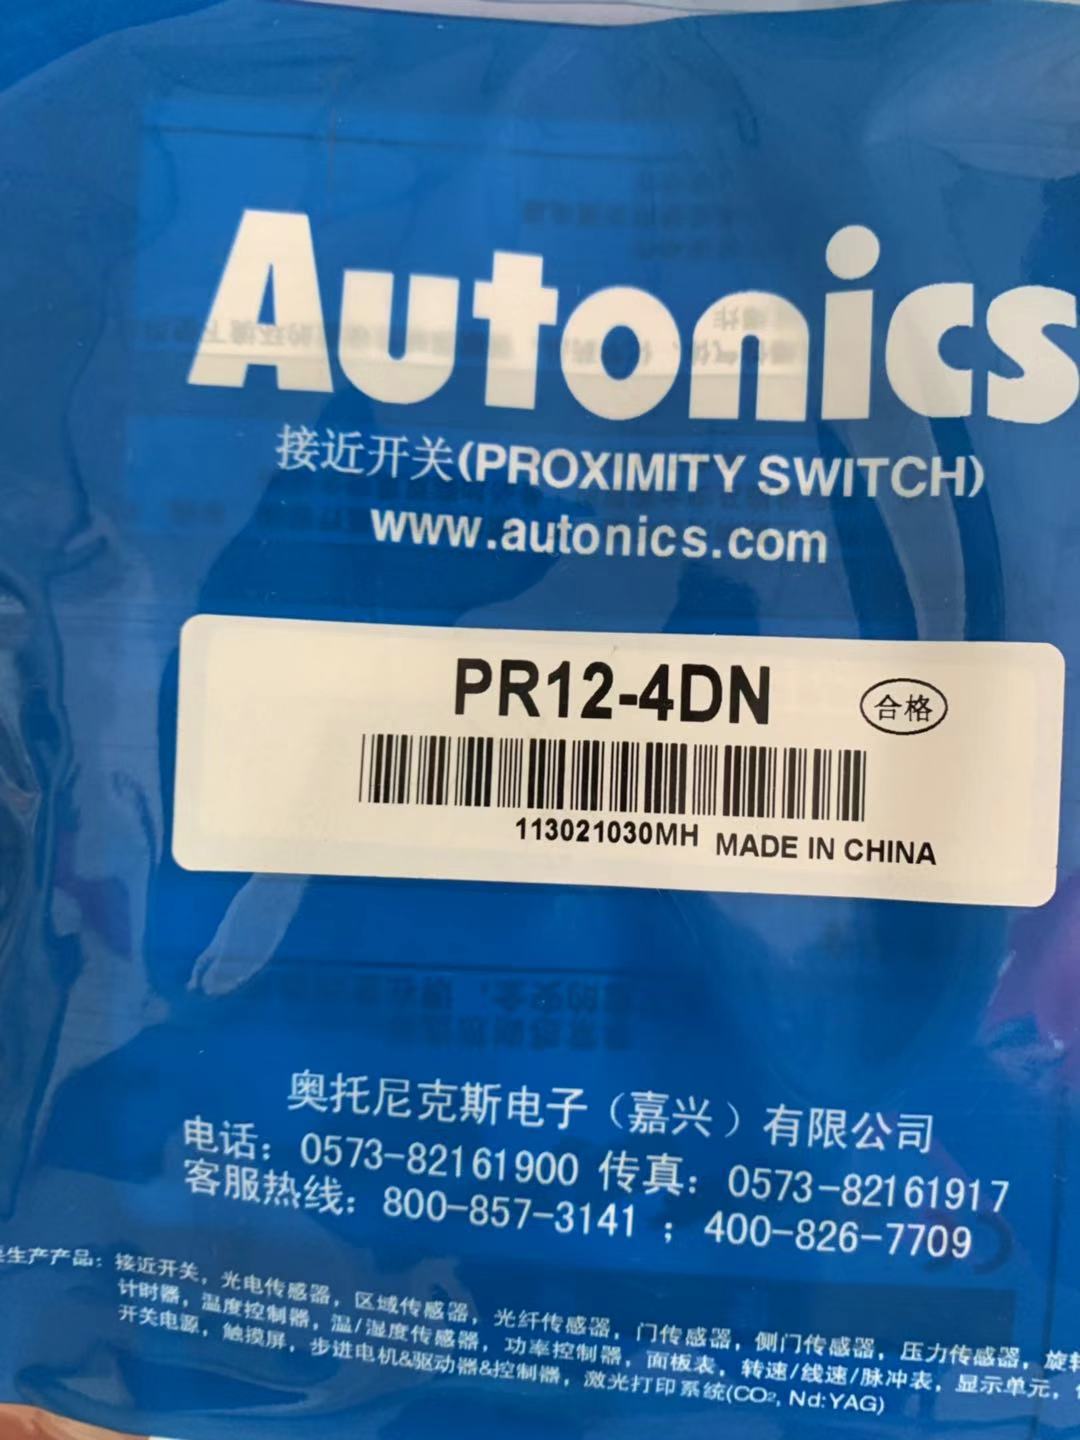 Autonics
接近开关(PROXIMITY SWITCH)
www.autonics.com
PR12-4DN
合格
113021030MH
MADE IN CHINA
奥托尼克斯电子（嘉兴）有限公司
电话：0573-82161900 传真：0573-82161917
客服热线：800-857-3141；400-826-7709
生产产品：接近开关，光电传感器，区域传感器，光纤传感器，门传感器，侧门传感器，压力传感器，旋转
计时器，温度控制器，温/湿度传感器，功率控制器，面板表，转速/线速/脉冲表，显示单元，
开关电源，触摸屏，步进电机&驱动器&控制器，激光打印系统(CO₂, Nd:YAG)